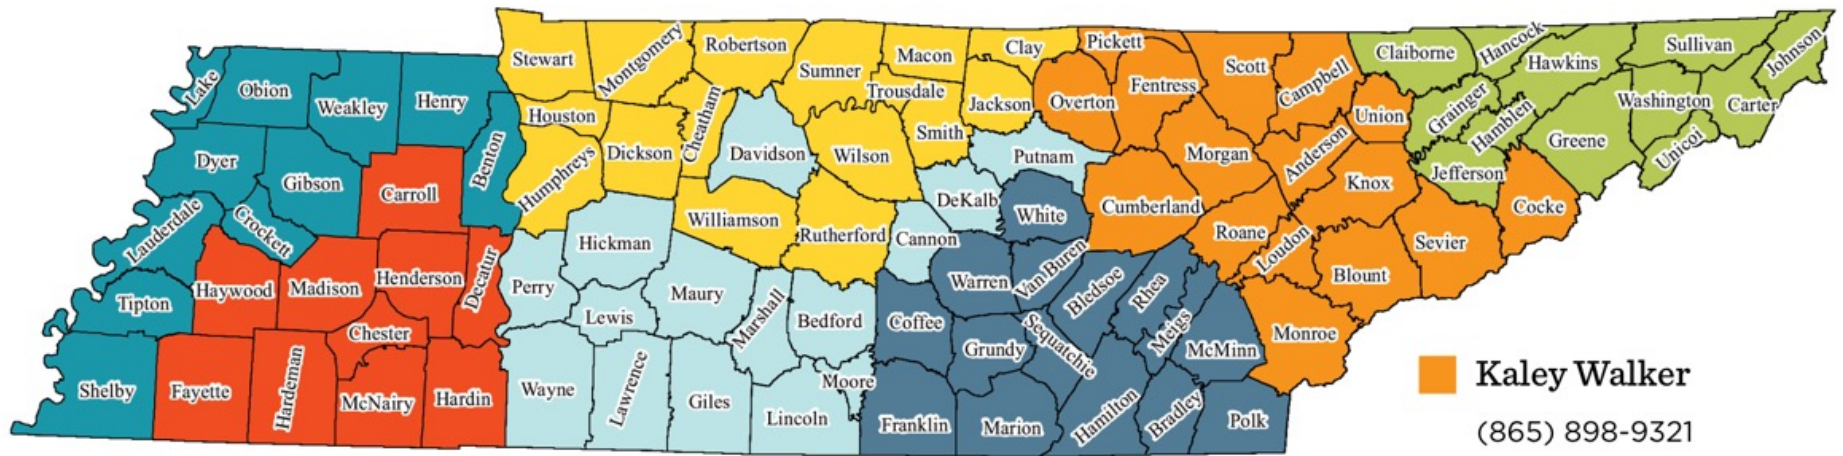 Lake
Obion
Weakley
Henry
Dyer
Gibson
Benton
Carroll
Lauderdale
Crockett
Tipton
Haywood
Madison
Henderson
Decatur
Chester
Shelby
Fayette
Hardeman
McNairy
Hardin
Stewart
Montgomery
Robertson
Sumner
Macon
Clay
Trousdale
Houston
Cheatham
Jackson
Humphreys
Dickson
Davidson
Wilson
Smith
Putnam
Williamson
Rutherford
Hickman
DeKalb
White
Cannon
Perry
Lewis
Maury
Marshall
Bedford
Coffee
Warren
Van Buren
Bledsoe
Rhea
Meigs
McMinn
Grundy
Sequatchie
Wayne
Lawrence
Giles
Lincoln
Moore
Franklin
Marion
Hamilton
Bradley
Polk
Pickett
Overton
Fentress
Scott
Campbell
Union
Morgan
Anderson
Knox
Cumberland
Roane
Loudon
Blount
Sevier
Cocke
Monroe
Claiborne
Hancock
Hawkins
Sullivan
Johnson
Grainger
Hamblen
Washington
Carter
Greene
Unicoi
Jefferson
Kaley Walker
(865) 898-9321